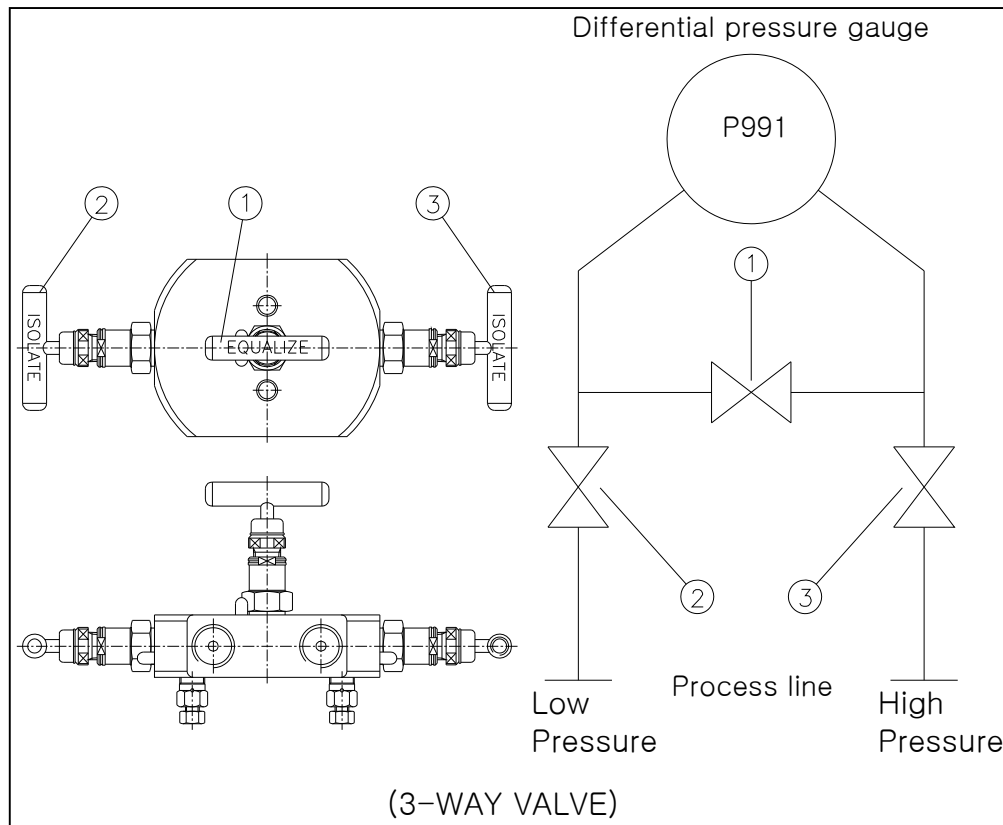 Differential pressure gauge
P991
2
1
3
1
ISOLATE
EQUALIZE
ISOLATE
2
3
Process line
Low
Pressure
High
Pressure
(3-WAY VALVE)